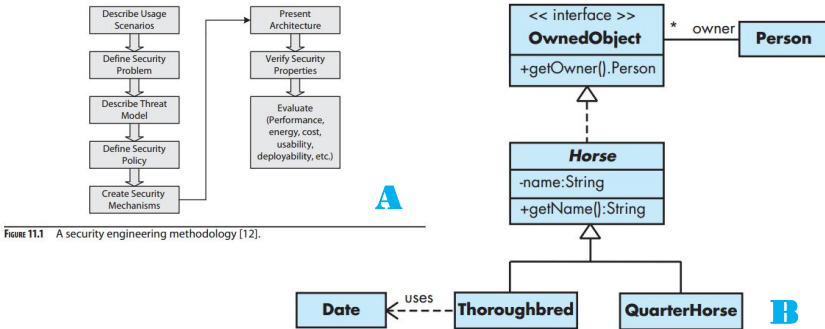 Describe Usage
Scenarios
Define Security
Problem
Describe Threat
Model
Define Security
Policy
Create Security
Mechanisms
Present
Architecture
Verify Security
Properties
Evaluate
(Performance,
energy, cost,
usability,
deployability, etc.)
A
Figure 11.1 A security engineering methodology [12].
<< interface >>
OwnedObject
+getOwner().Person
* owner
Person
Horse
-name:String
+getName():String
Date
uses
Thoroughbred
QuarterHorse
B